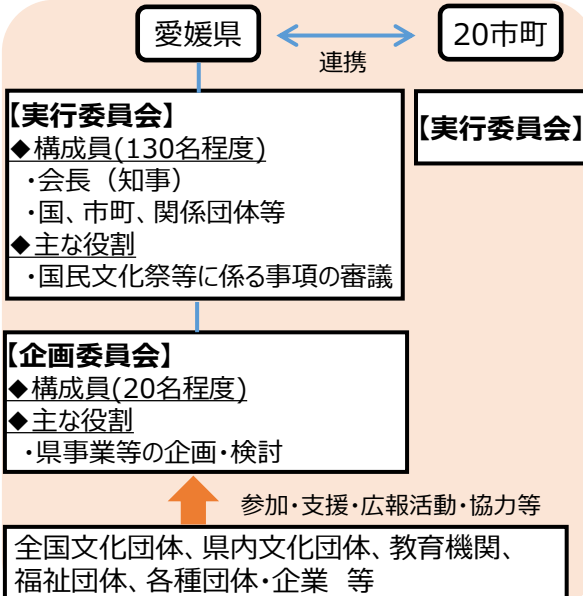 愛媛県
20市町
連携
【実行委員会】
◆構成員(130名程度)
・会長（知事）
・国、市町、関係団体等
◆主な役割
・国民文化祭等に係る事項の審議
【実行委員会】
【企画委員会】
◆構成員(20名程度)
◆主な役割
・県事業等の企画・検討
参加・支援・広報活動・協力等
全国文化団体、県内文化団体、教育機関、
福祉団体、各種団体・企業　等